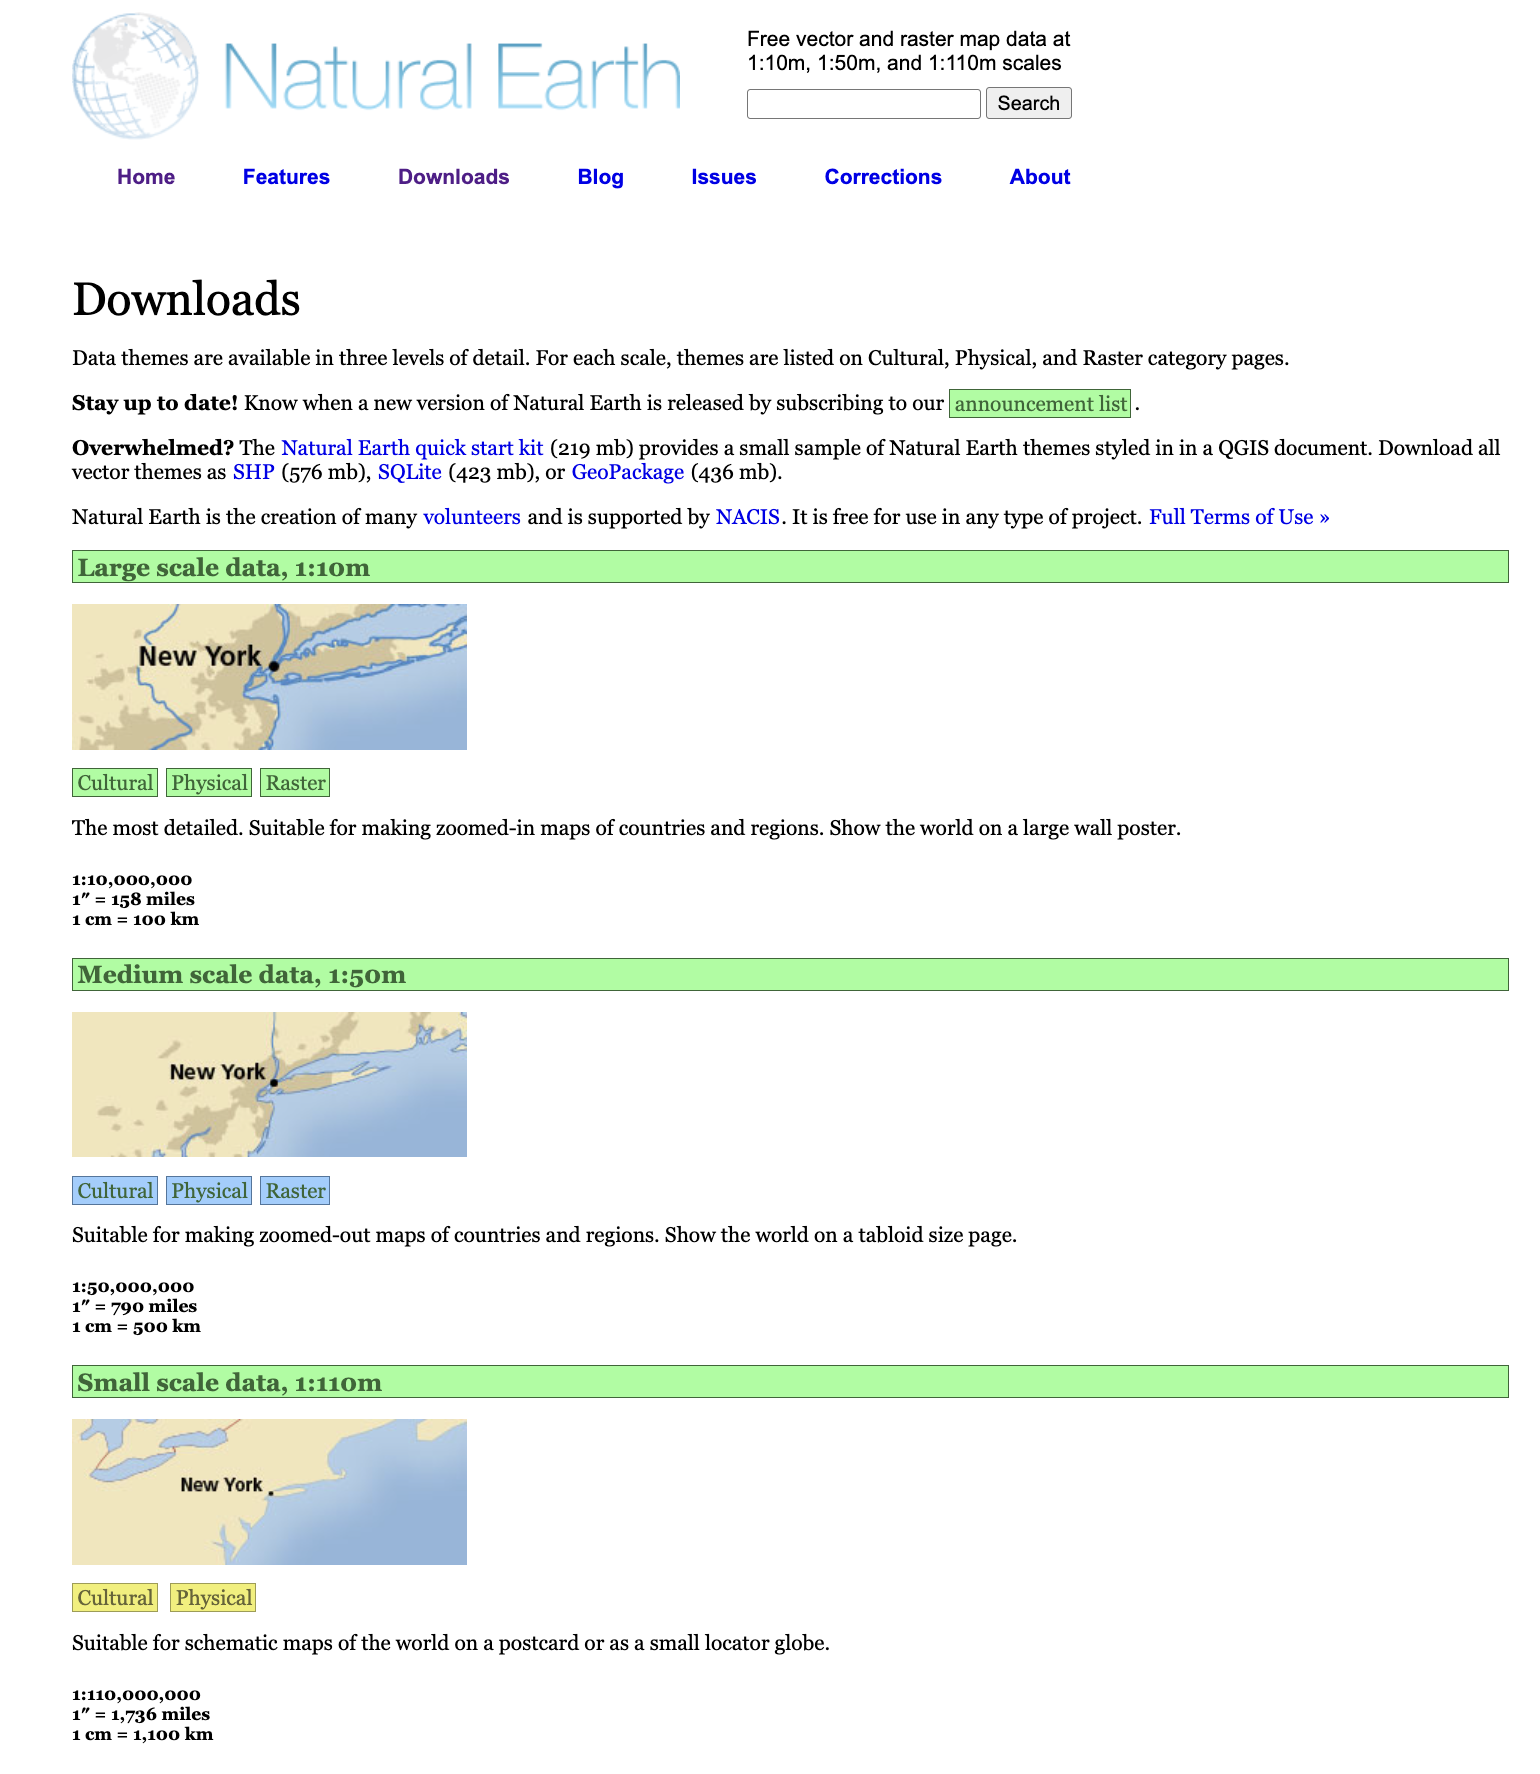 Natural Earth
Free vector and raster map data at
1:10m, 1:50m, and 1:110m scales
Search
Home Features Downloads Blog Issues Corrections About
Downloads
Data themes are available in three levels of detail. For each scale, themes are listed on Cultural, Physical, and Raster category pages.
Stay up to date! Know when a new version of Natural Earth is released by subscribing to our announcement list .
Overwhelmed? The Natural Earth quick start kit (219 mb) provides a small sample of Natural Earth themes styled in in a QGIS document. Download all
vector themes as SHP (576 mb), SQLite (423 mb), or GeoPackage (436 mb).
Natural Earth is the creation of many volunteers and is supported by NACIS. It is free for use in any type of project. Full Terms of Use »
Large scale data, 1:10m
New York
Cultural Physical Raster
The most detailed. Suitable for making zoomed-in maps of countries and regions. Show the world on a large wall poster.
1:10,000,000
1″ = 158 miles
1 cm = 100 km
Medium scale data, 1:50m
New York
Cultural Physical Raster
Suitable for making zoomed-out maps of countries and regions. Show the world on a tabloid size page.
1:50,000,000
1″ = 790 miles
1 cm = 500 km
Small scale data, 1:110m
New York
Cultural Physical
Suitable for schematic maps of the world on a postcard or as a small locator globe.
1:110,000,000
1″ = 1,736 miles
1 cm = 1,100 km